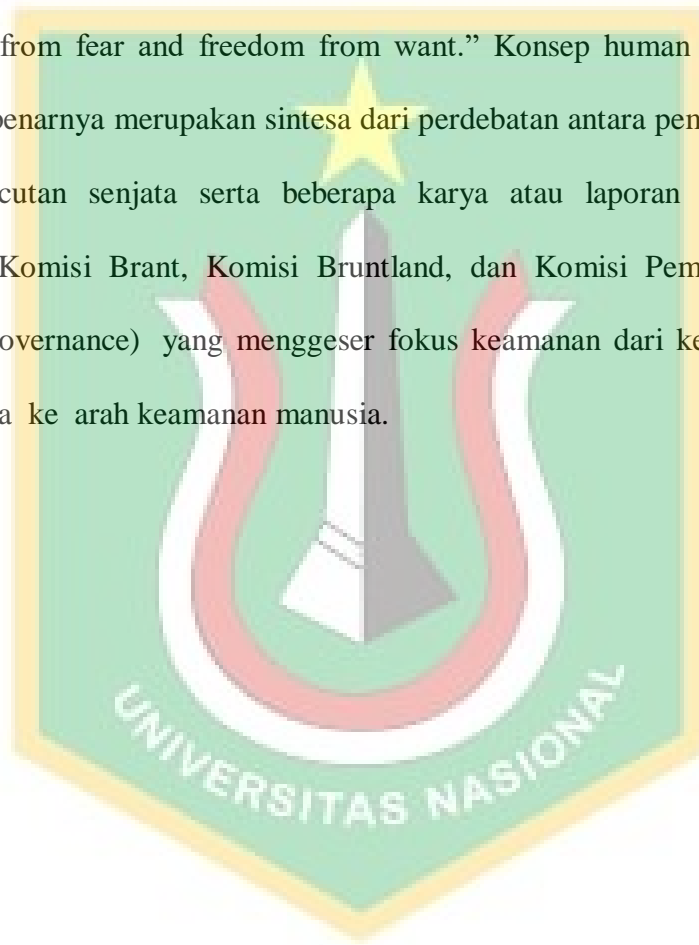 from fear and freedom from want.” Konsep human
benarnya merupakan sintesa dari perdebatan antara pen
cutan senjata serta beberapa karya atau laporan
Komisi Brant, Komisi Bruntland, dan Komisi Pem
overnance) yang menggeser fokus keamanan dari ke
a ke arah keamanan manusia.
UNIVERSITAS NASIONAL